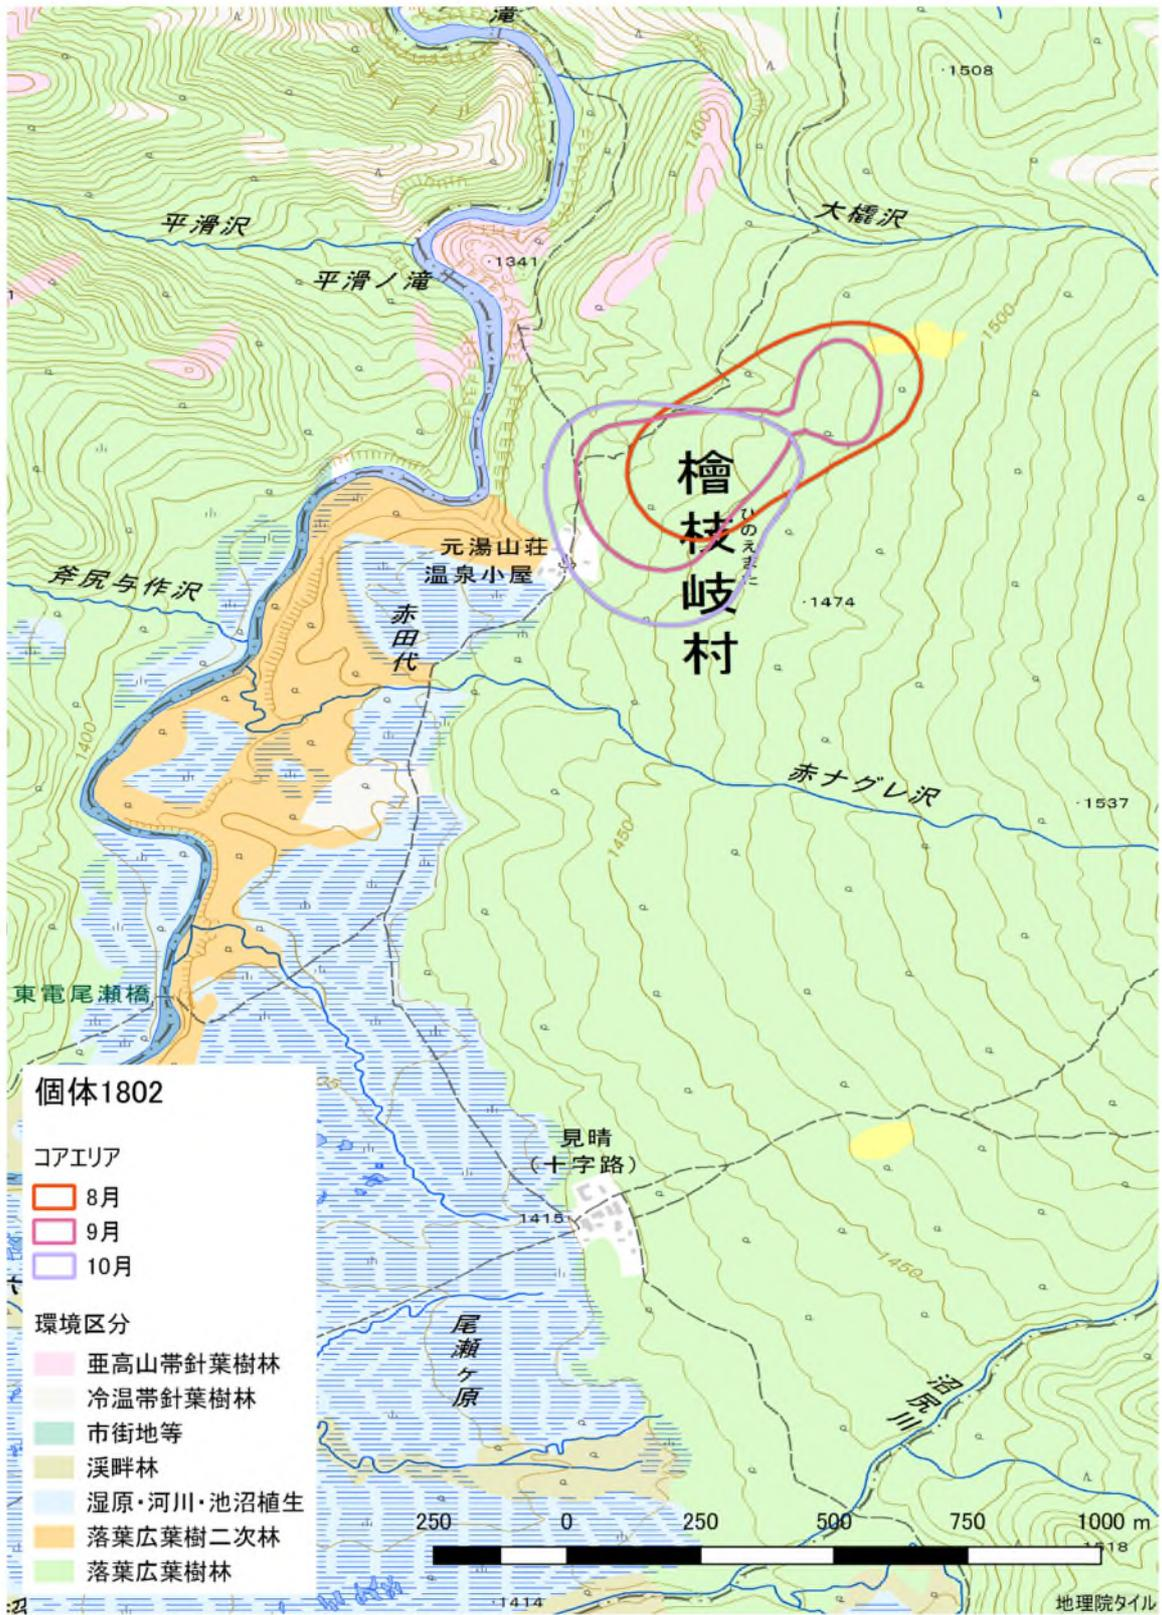 滝
1508
1400
平滑沢
大橇沢
1341
平滑ノ滝
1500
檜枝岐村
元湯山荘
温泉小屋
斧尻与作沢
赤田代
1474
1400
赤ナグレ沢
1537
1450
東電尾瀬橋
個体1802
コアエリア
8月
9月
10月
環境区分
亜高山帯針葉樹林
冷温帯針葉樹林
市街地等
渓畔林
湿原・河川・池沼植生
落葉広葉樹二次林
落葉広葉樹林
見晴
(十字路)
1415
1450
尾瀬ヶ原
沼尻川
250 0 250 500 750 1000 m
1518
1414
地理院タイル